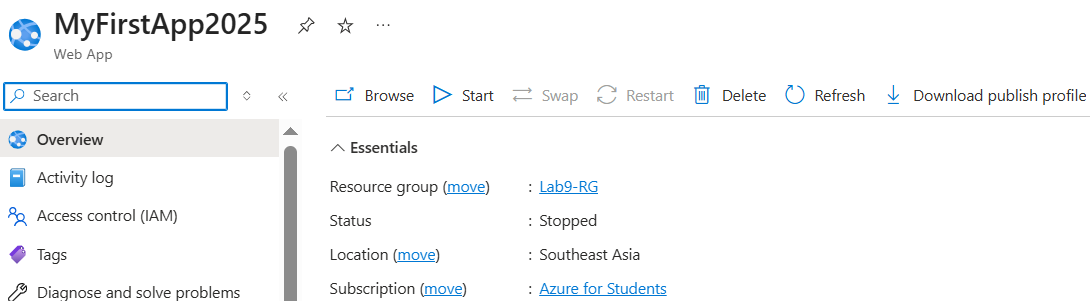 MyFirstApp2025
Web App
Search
Browse Start Swap Restart Delete Refresh Download publish profile
Overview
Activity log
Access control (IAM)
Tags
Diagnose and solve problems
Essentials
Resource group (move) : Lab9-RG
Status : Stopped
Location (move) : Southeast Asia
Subscription (move) : Azure for Students